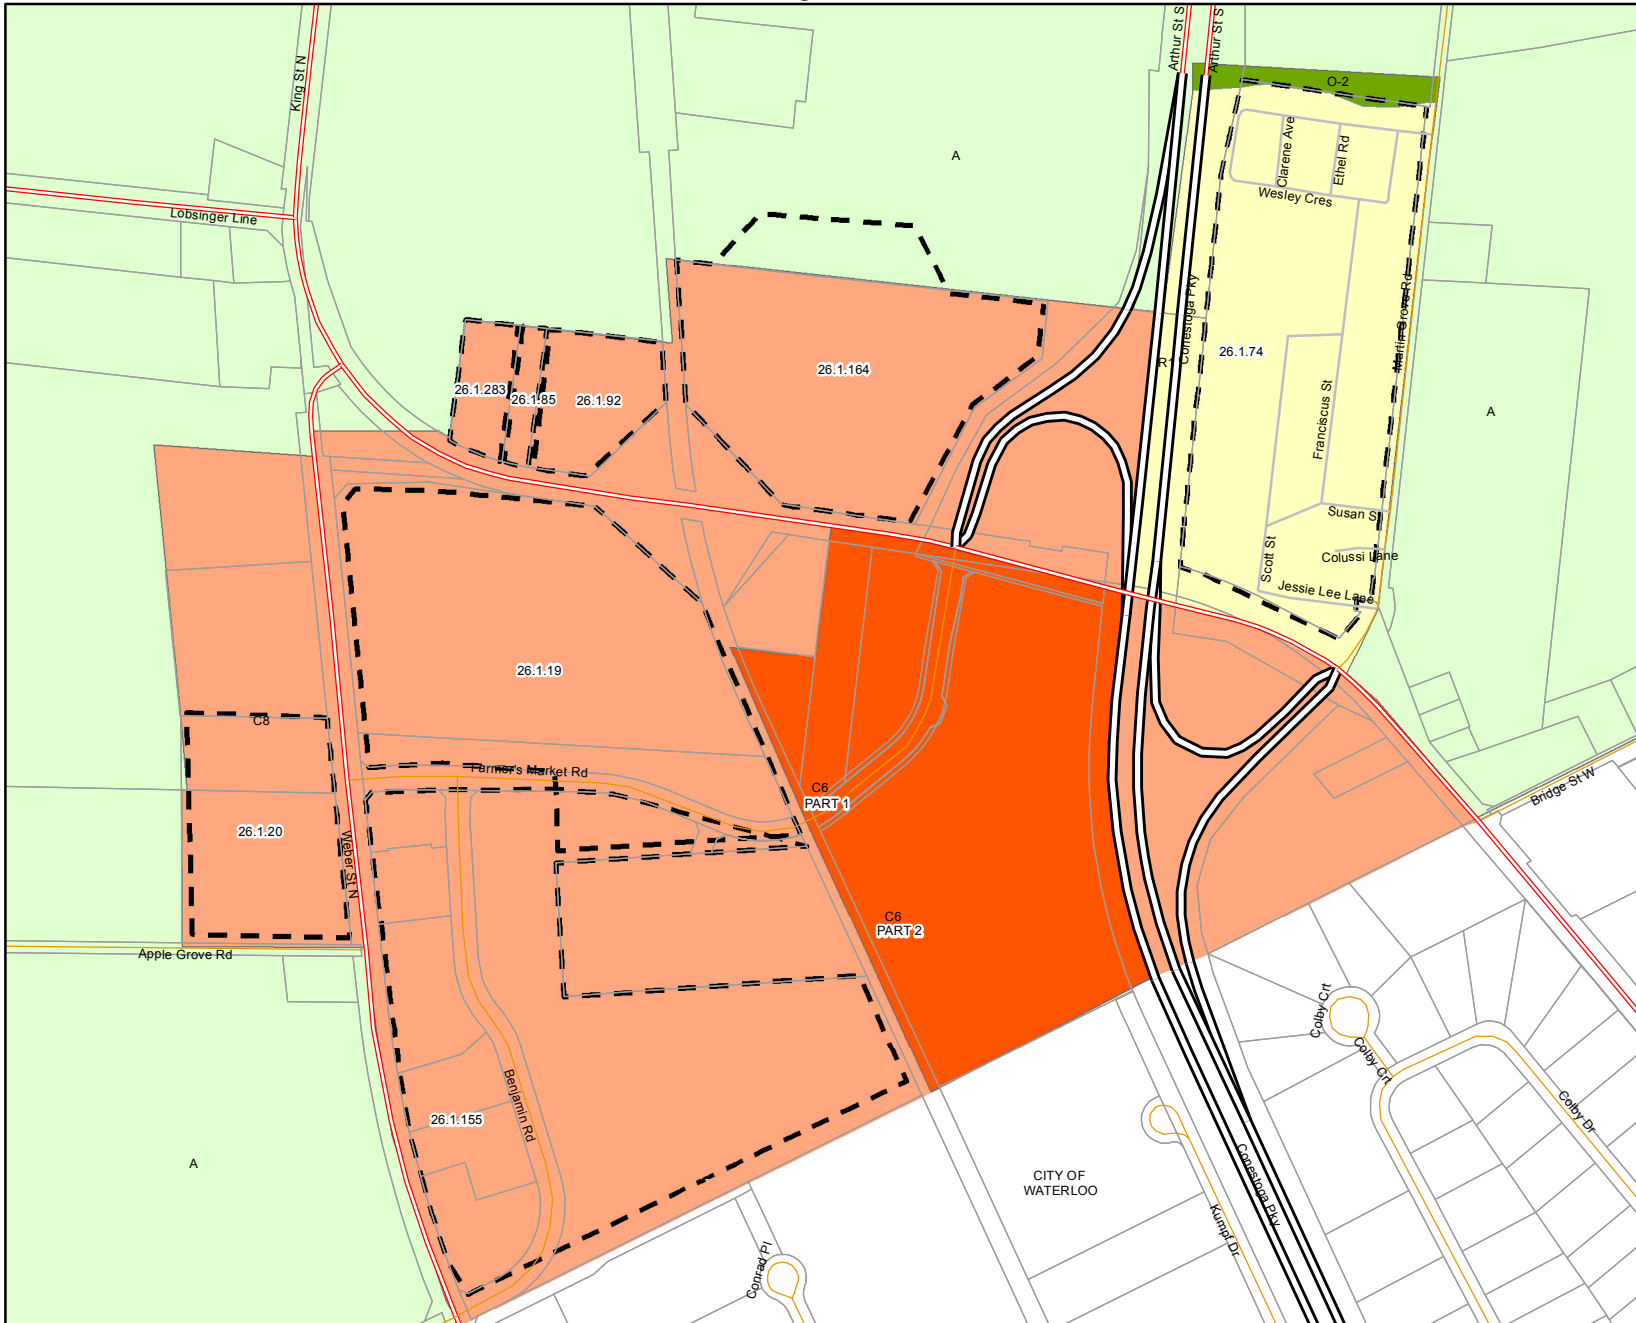 Arthur St S
Arthur St S
King St N
O-2
Clarene Ave
Ethel Rd
A
Wesley Cres
Lobsinger Line
Conestoga Pky
Martin Grove Rd
26.1.74
R1
26.1.164
26.1.283
26.1.85
26.1.92
A
Franciscus St
Susan St
Scott St
Colussi Lane
Jessie Lee Lane
26.1.19
C8
Farmer's Market Rd
Bridge St W
C6
PART 1
26.1.20
Weber St N
C6
PART 2
Apple Grove Rd
Colby Crt
Colby Crt
Colby Dr
Benjamin Rd
26.1.155
A
CITY OF
WATERLOO
Conestoga Pky
Kumpf Dr
Conrad Pl